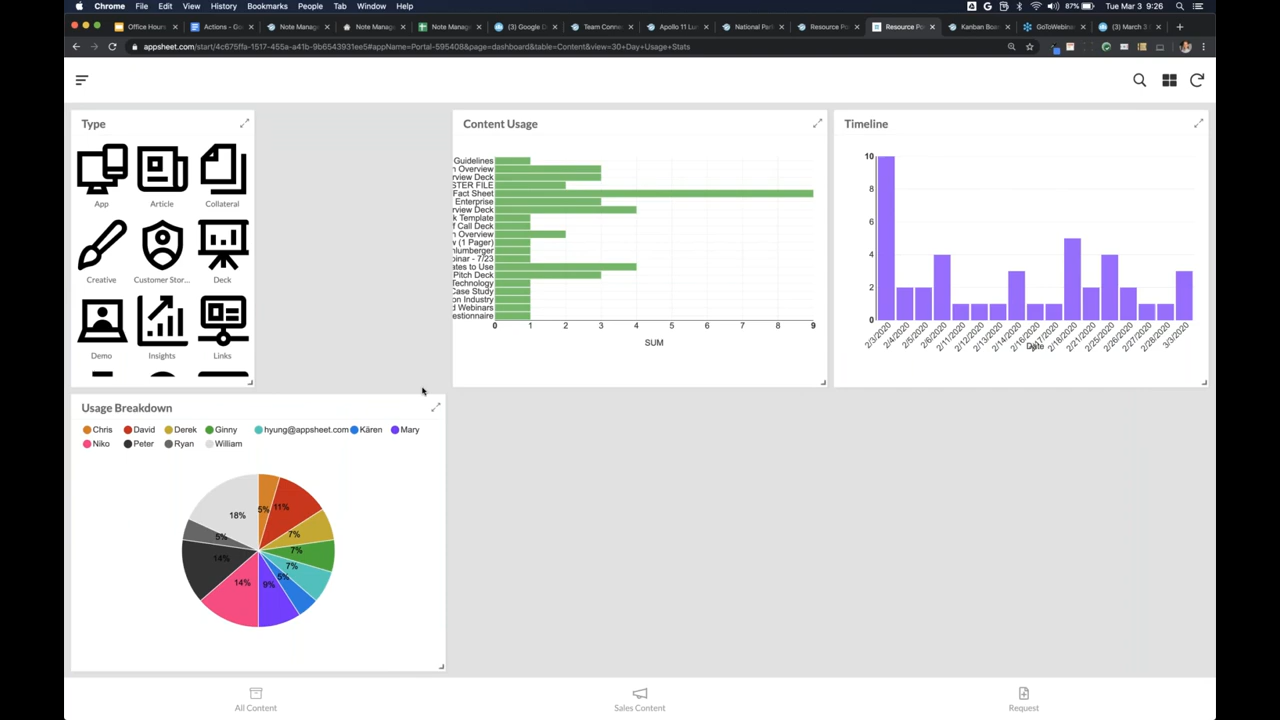 Chrome File Edit View History Bookmarks People Tab Window Help 87% Tue Mar 3 9:26
Office Hours Actions - Go Note Manag Note Manag Note Manag (3) Google D Team Conne Apollo 11 Lu National Par Resource Po Resource Po Kanban Boa GoToWebinar (3) March 3
appsheet.com/start/4c675ffa-1517-455a-a41b-9b6543931ee5#appName=Portal-595408&page=dashboard&table=Content&view=30+Day+Usage+Stats
Type
App Article Collateral
Creative Customer Stor... Deck
Demo Insights Links
Content Usage
Guidelines
n Overview
rview Deck
STER FILE
Fact Sheet
Enterprise
rview Deck
k Template
f Call Deck
n Overview
w (1 Pager)
hlumberger
binar - 7/23
ates to Use
Pitch Deck
Technology
Case Study
on Industry
d Webinars
estionnaire
0 1 2 3 4 5 6 7 8 9
SUM
Timeline
10
8
6
4
2
0
2/3/2020 2/4/2020 2/5/2020 2/6/2020 2/11/2020 2/12/2020 2/13/2020 2/14/2020 2/16/2020 2/17/2020 2/18/2020 2/21/2020 2/25/2020 2/26/2020 2/27/2020 2/28/2020 3/3/2020
Date
Usage Breakdown
Chris David Derek Ginny hyung@appsheet.com Kären Mary
Niko Peter Ryan William
18% 5% 11%
7%
5% 7%
14% 7%
5%
14% 9%
All Content Sales Content Request